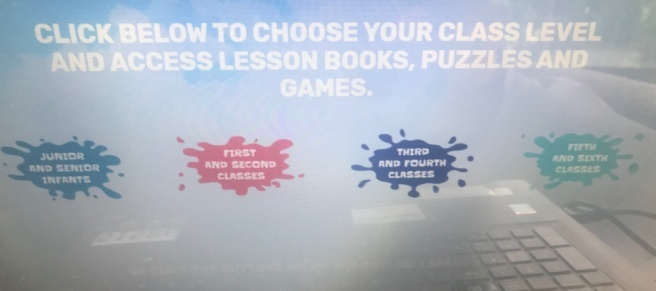 CLICK BELOW TO CHOOSE YOUR CLASS LEVEL
AND ACCESS LESSON BOOKS, PUZZLES AND
GAMES.
JUNIOR
AND SENIOR
INFANTS
FIRST
AND SECOND
CLASSES
THIRD
AND FOURTH
CLASSES
FIFTH
AND SIXTH
CLASSES